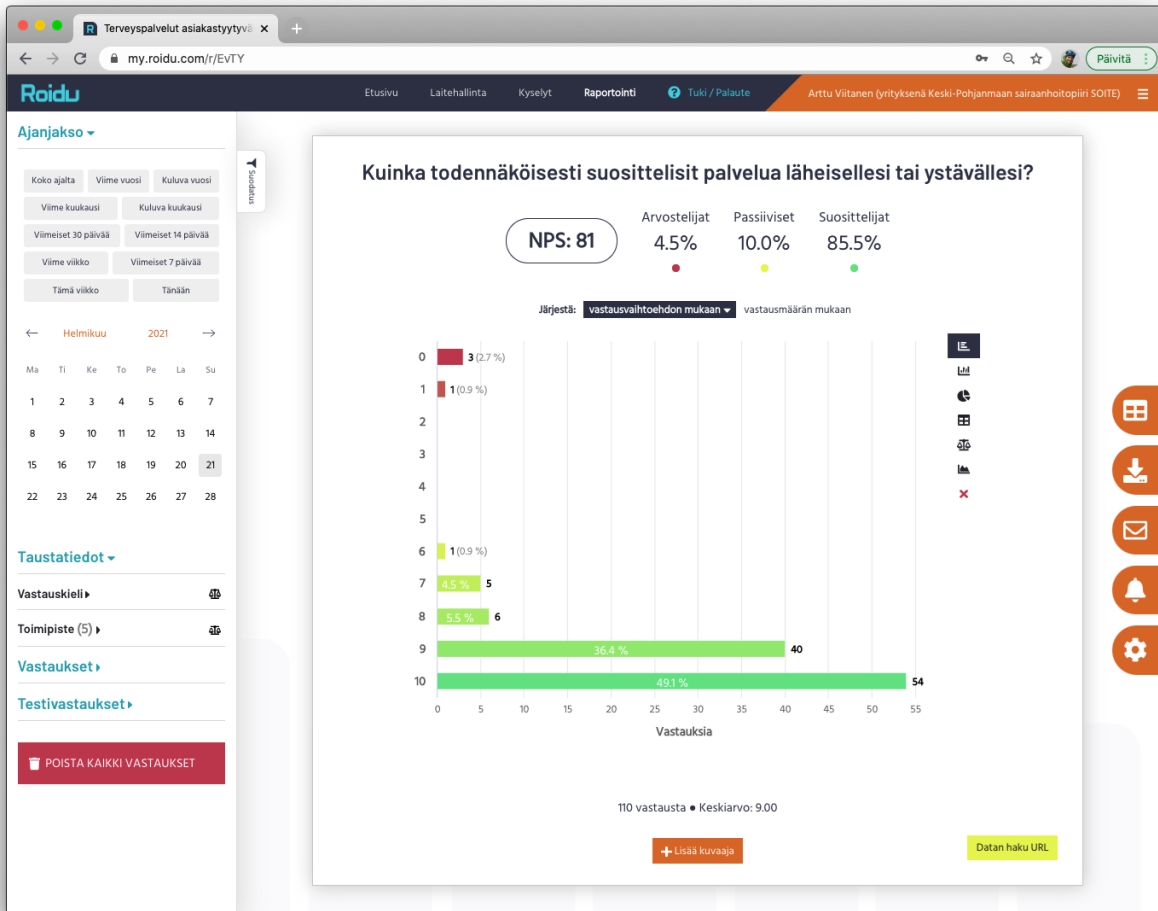 Terveyspalvelut asiakastyytyvä
my.roidu.com/r/EvTY
Päivitä
Roidu
Etusivu Laitehallinta Kyselyt Raportointi Tuki / Palaute Arttu Viitanen (yrityksenä Keski-Pohjanmaan sairaanhoitopiiri SOITE)
Ajanjakso
Koko ajalta Viime vuosi Kuluva vuosi
Viime kuukausi Kuluva kuukausi
Viimeiset 30 päivää Viimeiset 14 päivää
Viime viikko Viimeiset 7 päivää
Tämä viikko Tänään
Helmikuu 2021
Ma Ti Ke To Pe La Su
1 2 3 4 5 6 7
8 9 10 11 12 13 14
15 16 17 18 19 20 21
22 23 24 25 26 27 28
Taustatiedot
Vastauskieli
Toimipiste (5)
Vastaukset
Testivastaukset
POISTA KAIKKI VASTAUKSET
Suodatus
Kuinka todennäköisesti suosittelisit palvelua läheisellesi tai ystävällesi?
NPS: 81
Arvostelijat Passiiviset Suosittelijat
4.5% 10.0% 85.5%
Järjestä: vastausvaihtoehdon mukaan vastausmäärän mukaan
0 3 (2.7 %)
1 1 (0.9 %)
2
3
4
5
6 1 (0.9 %)
7 4.5 % 5
8 5.5 % 6
9 36.4 % 40
10 49.1 % 54
0 5 10 15 20 25 30 35 40 45 50 55
Vastauksia
110 vastausta ● Keskiarvo: 9.00
Lisää kuvaaja
Datan haku URL